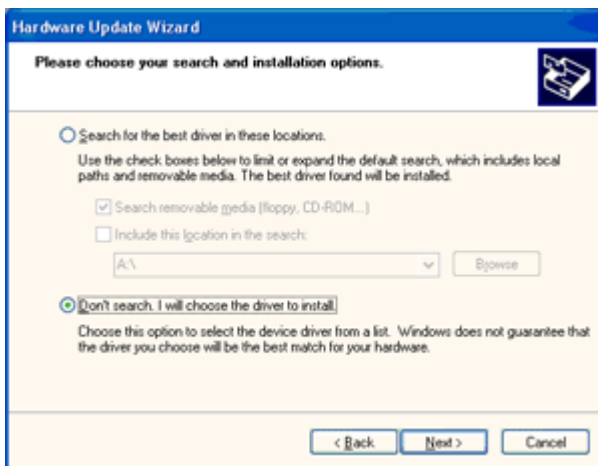 Hardware Update Wizard
Please choose your search and installation options.
Search for the best driver in these locations.
Use the check boxes below to limit or expand the default search, which includes local
paths and removable media. The best driver found will be installed.
Search removable media (floppy, CD-ROM...)
Include this location in the search:
A:\
Browse
Don't search. I will choose the driver to install.
Choose this option to select the device driver from a list. Windows does not guarantee that
the driver you choose will be the best match for your hardware.
< Back Next > Cancel